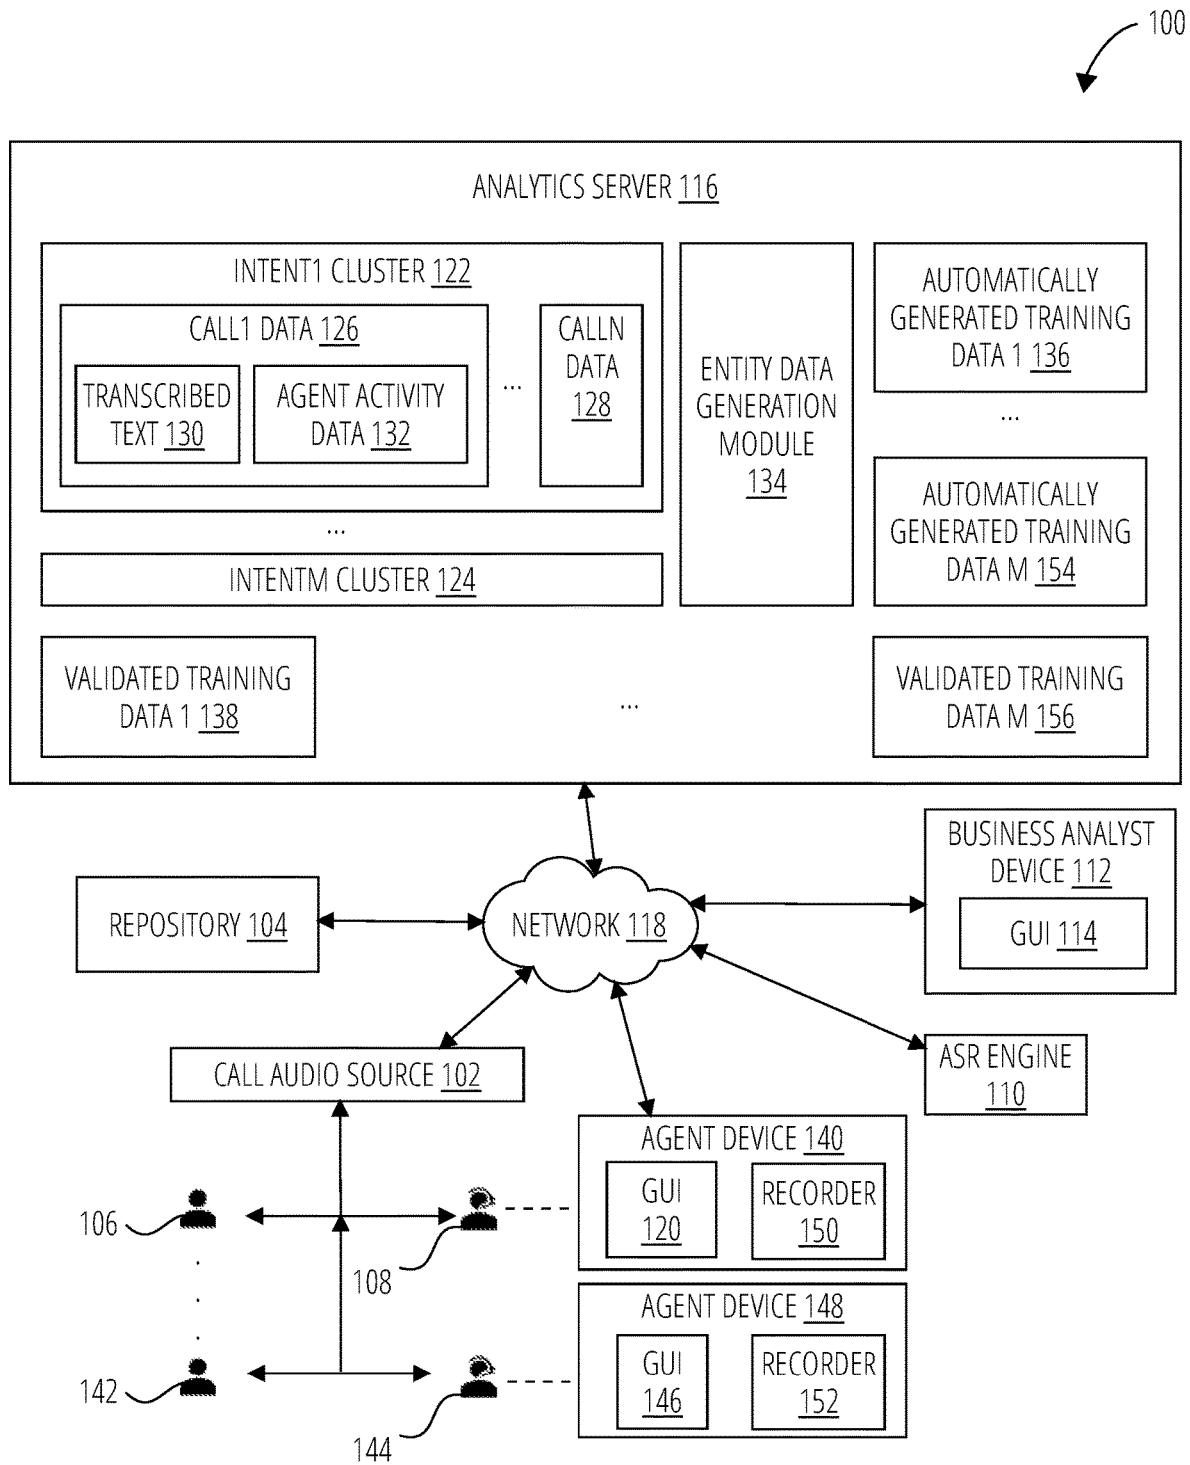 100
ANALYTICS SERVER 116
INTENT1 CLUSTER 122
CALL1 DATA 126
TRANSCRIBED
TEXT 130
AGENT ACTIVITY
DATA 132
...
CALLN
DATA
128
...
INTENTM CLUSTER 124
ENTITY DATA
GENERATION
MODULE
134
AUTOMATICALLY
GENERATED TRAINING
DATA 1 136
...
AUTOMATICALLY
GENERATED TRAINING
DATA M 154
VALIDATED TRAINING
DATA 1 138
...
VALIDATED TRAINING
DATA M 156
BUSINESS ANALYST
DEVICE 112
GUI 114
REPOSITORY 104
NETWORK 118
CALL AUDIO SOURCE 102
ASR ENGINE
110
AGENT DEVICE 140
GUI
120
RECORDER
150
106
108
AGENT DEVICE 148
GUI
146
RECORDER
152
142
144